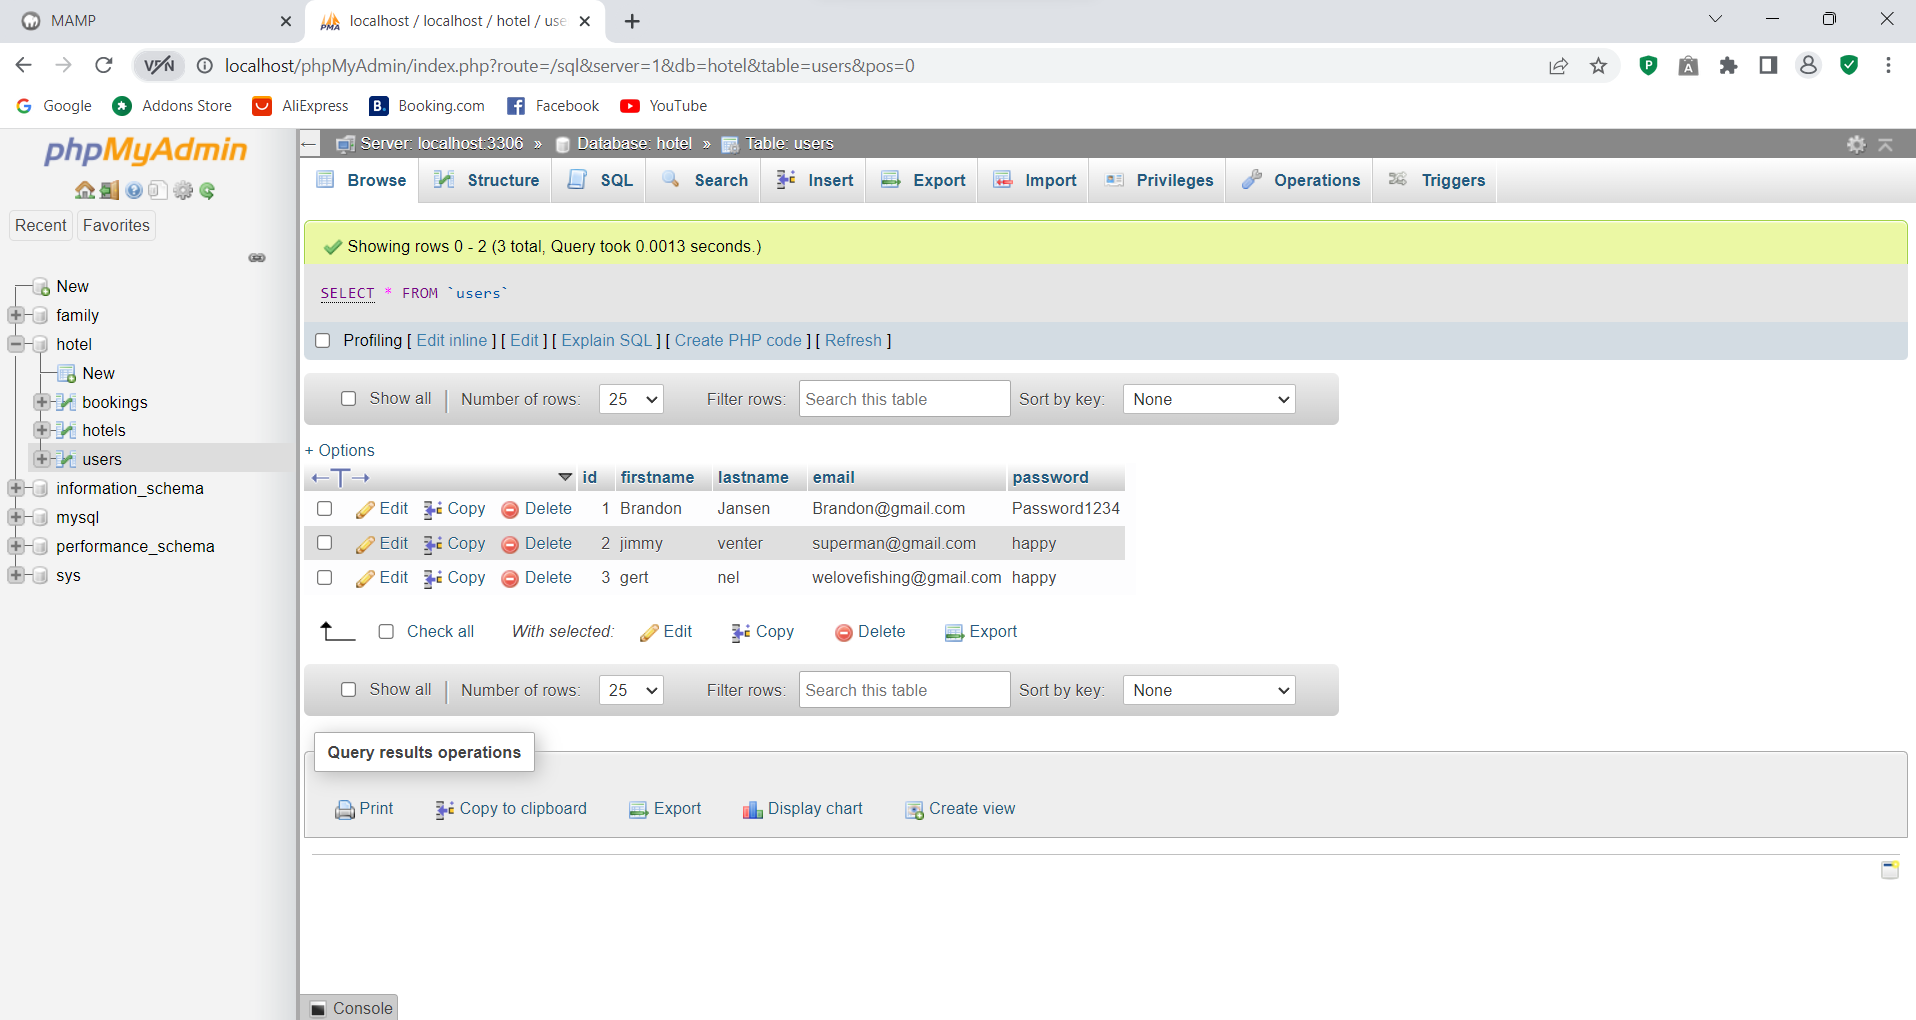 MAMP
localhost / localhost / hotel / use
VPN
localhost/phpMyAdmin/index.php?route=/sql&server=1&db=hotel&table=users&pos=0
Google Addons Store AliExpress Booking.com Facebook YouTube
phpMyAdmin
Recent Favorites
New
family
hotel
New
bookings
hotels
users
information_schema
mysql
performance_schema
sys
Server: localhost:3306 » Database: hotel » Table: users
Browse Structure SQL Search Insert Export Import Privileges Operations Triggers
Showing rows 0 - 2 (3 total, Query took 0.0013 seconds.)
SELECT * FROM `users`
Profiling [ Edit inline ] [ Edit ] [ Explain SQL ] [ Create PHP code ] [ Refresh ]
Show all Number of rows: 25 Filter rows: Search this table Sort by key: None
+ Options
←T→ id firstname lastname email password
Edit Copy Delete 1 Brandon Jansen Brandon@gmail.com Password1234
Edit Copy Delete 2 jimmy venter superman@gmail.com happy
Edit Copy Delete 3 gert nel welovefishing@gmail.com happy
Check all With selected: Edit Copy Delete Export
Show all Number of rows: 25 Filter rows: Search this table Sort by key: None
Query results operations
Print Copy to clipboard Export Display chart Create view
Console